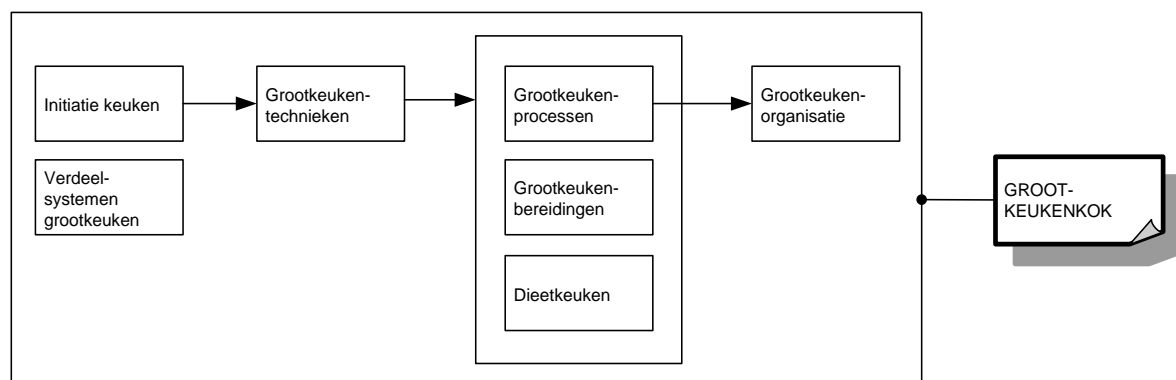 Initiatie keuken
Verdeel-
systemen
grootkeuken
Grootkeuken-
technieken
Grootkeuken-
processen
Grootkeuken-
bereidingen
Dieetkeuken
Grootkeuken-
organisatie
GROOT-
KEUKENKOK